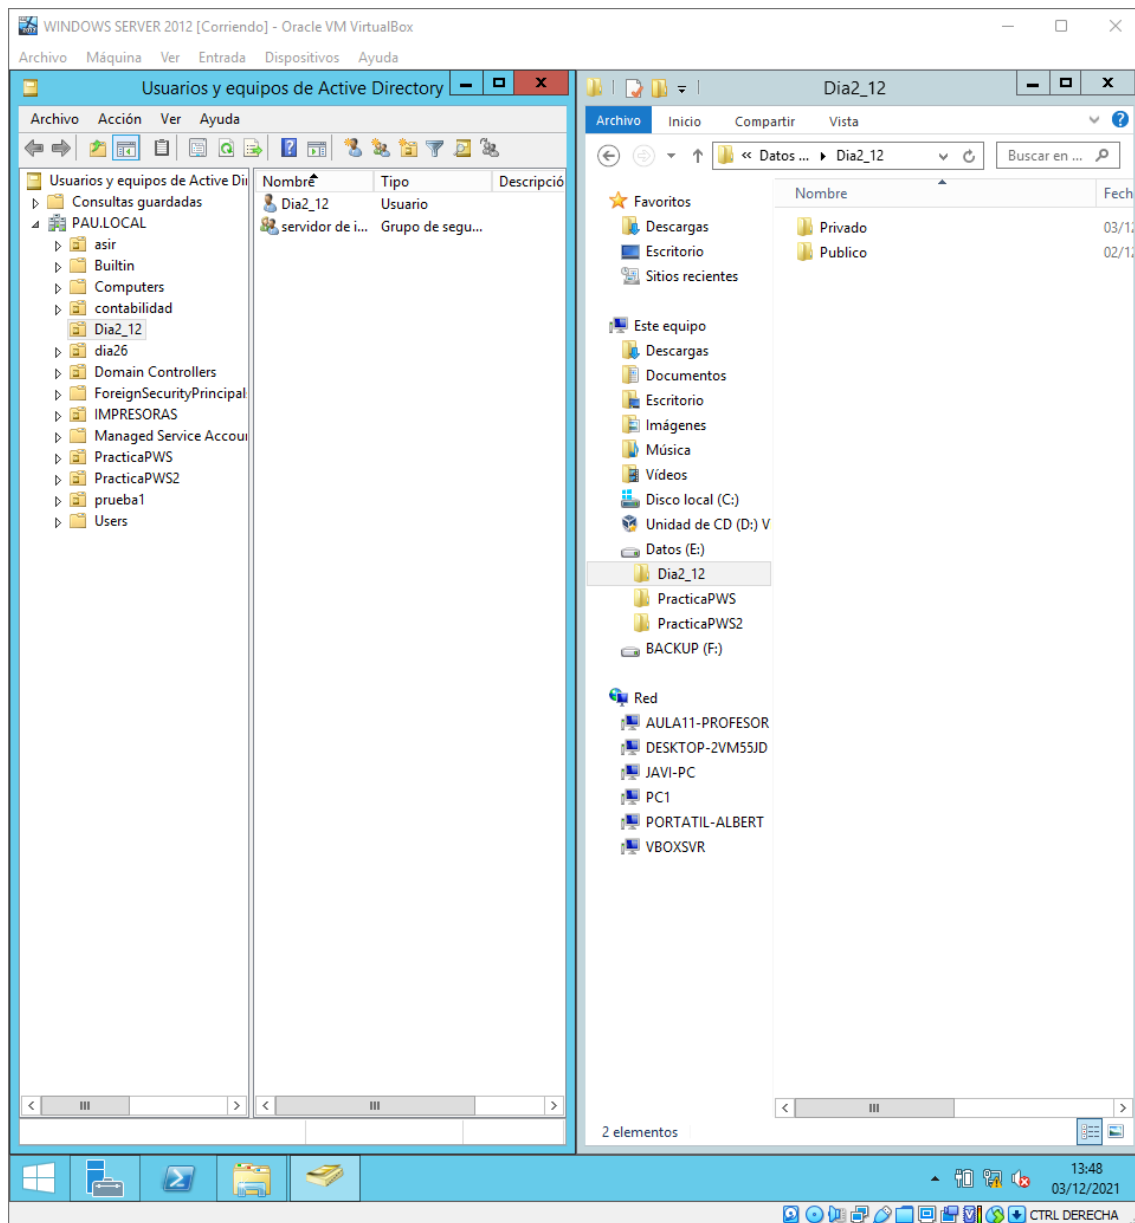 WINDOWS SERVER 2012 [Corriendo] - Oracle VM VirtualBox
Archivo Máquina Ver Entrada Dispositivos Ayuda
Usuarios y equipos de Active Directory
Archivo Acción Ver Ayuda
Usuarios y equipos de Active Di
Consultas guardadas
PAU.LOCAL
asir
Builtin
Computers
contabilidad
Dia2_12
dia26
Domain Controllers
ForeignSecurityPrincipal
IMPRESORAS
Managed Service Accou
PracticaPWS
PracticaPWS2
prueba1
Users
Nombre Tipo Descripció
Dia2_12 Usuario
servidor de i... Grupo de segu...
Dia2_12
Archivo Inicio Compartir Vista
« Datos ... Dia2_12 Buscar en ...
Favoritos
Descargas
Escritorio
Sitios recientes
Este equipo
Descargas
Documentos
Escritorio
Imágenes
Música
Vídeos
Disco local (C:)
Unidad de CD (D:) V
Datos (E:)
Dia2_12
PracticaPWS
PracticaPWS2
BACKUP (F:)
Red
AULA11-PROFESOR
DESKTOP-2VM55JD
JAVI-PC
PC1
PORTATIL-ALBERT
VBOXSVR
Nombre Fech
Privado 03/12
Publico 02/12
2 elementos
13:48
03/12/2021
CTRL DERECHA